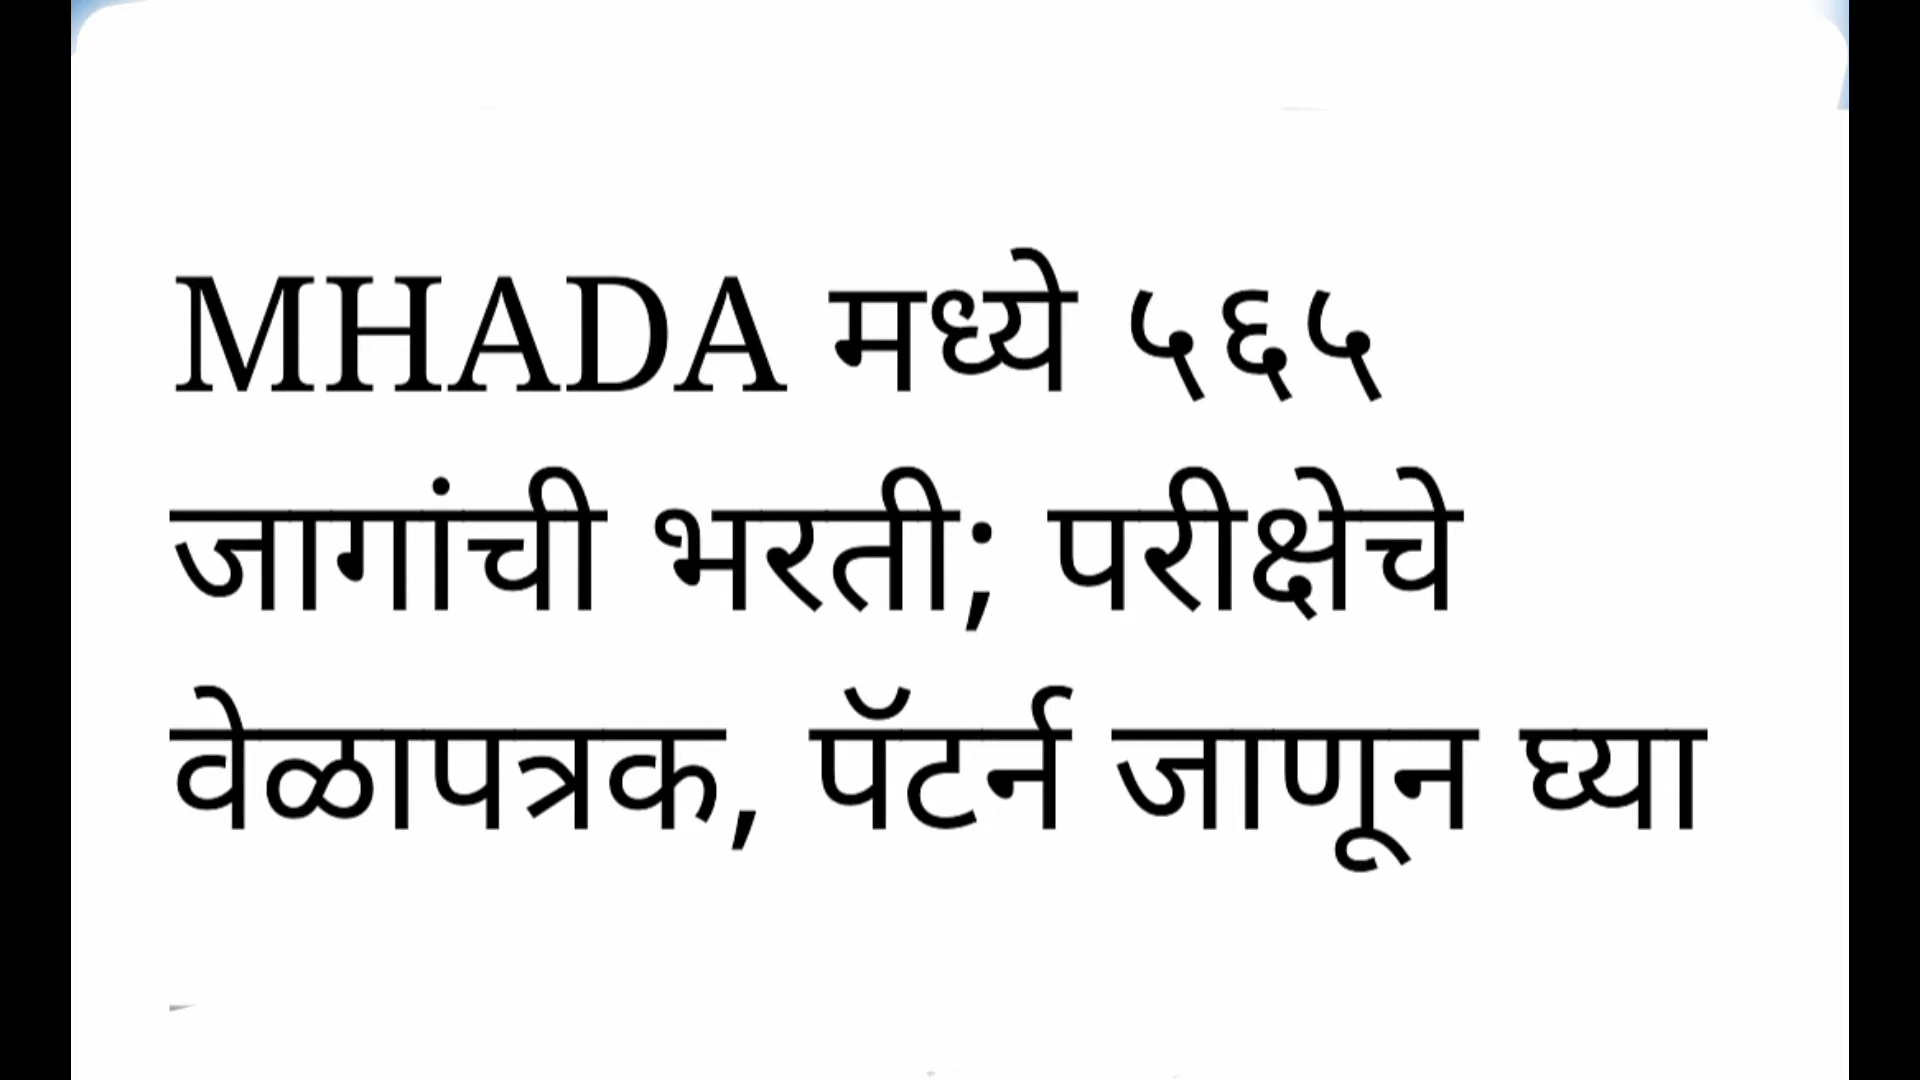 MHADA मध्ये ५६५
जागांची भरती; परीक्षेचे
वेळापत्रक, पॅटर्न जाणून घ्या